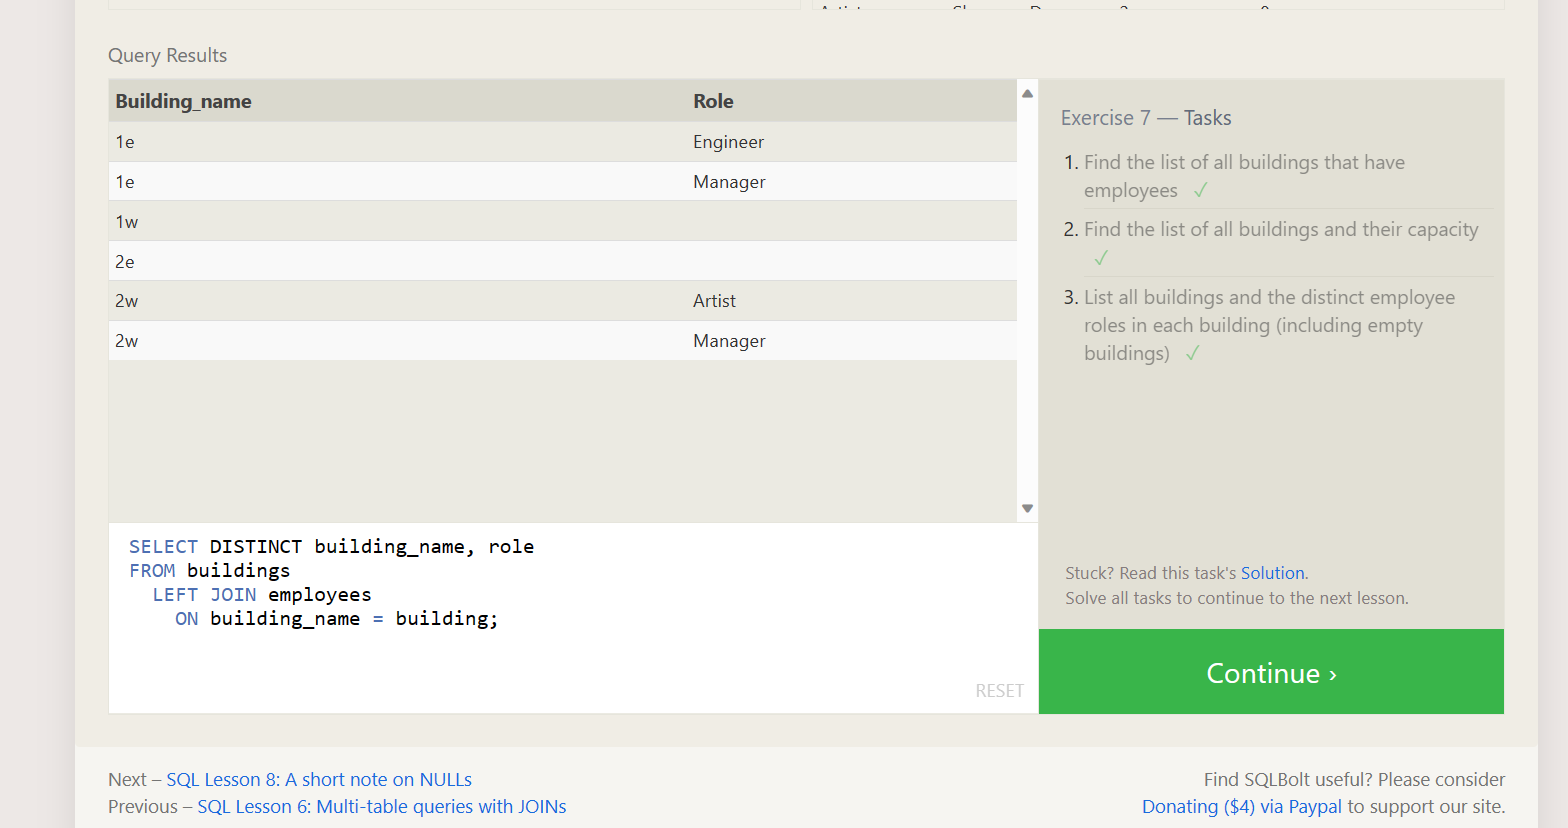 Query Results
Building_name Role
1e Engineer
1e Manager
1w
2e
2w Artist
2w Manager
SELECT DISTINCT building_name, role
FROM buildings
LEFT JOIN employees
ON building_name = building;
RESET
Exercise 7 — Tasks
1. Find the list of all buildings that have
employees ✓
2. Find the list of all buildings and their capacity
✓
3. List all buildings and the distinct employee
roles in each building (including empty
buildings) ✓
Stuck? Read this task's Solution.
Solve all tasks to continue to the next lesson.
Continue ›
Next – SQL Lesson 8: A short note on NULLs
Previous – SQL Lesson 6: Multi-table queries with JOINs
Find SQLBolt useful? Please consider
Donating ($4) via Paypal to support our site.